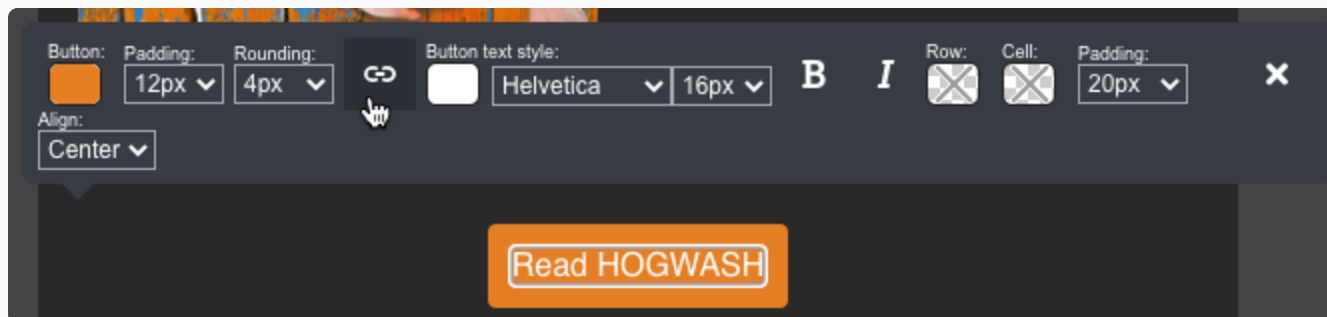 Button: Padding: Rounding: Button text style: Row: Cell: Padding:
12px 4px Helvetica 16px B I 20px
Align:
Center
Read HOGWASH